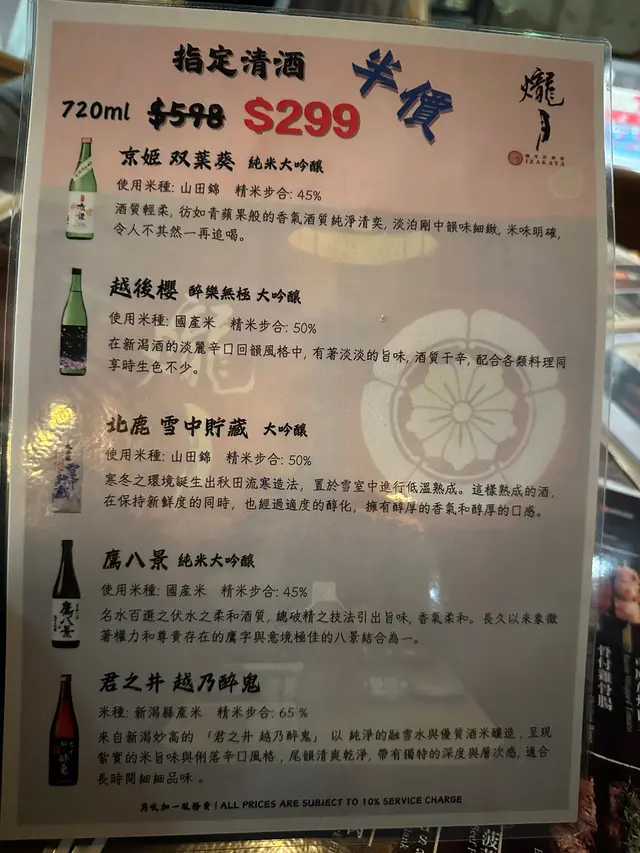 指定清酒 半價
720ml $598 $299
爖月
IZAKAYA
京姬 双葉葵 純米大吟釀
使用米種: 山田錦 精米步合: 45%
酒質輕柔, 彷如青蘋果般的香氣酒質純淨清爽, 淡泊剛中韻味細緻, 米味明確,
令人不其然一再追喝。
越後櫻 醉樂無極 大吟釀
使用米種: 國產米 精米步合: 50%
在新潟酒的淡麗辛口回韻風格中, 有著淡淡的旨味, 酒質干辛, 配合各類料理同
享時生色不少。
北鹿 雪中貯藏 大吟釀
使用米種: 山田錦 精米步合: 50%
寒冬之環境誕生出秋田流寒造法, 置於雪室中進行低溫熟成。這樣熟成的酒,
在保持新鮮度的同時, 也經過適度的醇化, 擁有醇厚的香氣和醇厚的口感。
鷹八景 純米大吟釀
使用米種: 國產米 精米步合: 45%
名水百選之伏水之柔和酒質, 總破精之技法引出旨味, 香氣柔和。長久以來象徵
著權力和尊貴存在的鷹字與意境極佳的八景結合為一。
君之井 越乃醉鬼
米種: 新潟縣產米 精米步合: 65 %
來自新潟妙高的 「君之井 越乃醉鬼」 以 純淨的融雪水與優質酒米釀造 , 呈現
紮實的米旨味與俐落辛口風格 , 尾韻清爽乾淨, 帶有獨特的深度與層次感, 適合
長時間細細品味 。
另收加一服務費 | ALL PRICES ARE SUBJECT TO 10% SERVICE CHARGE